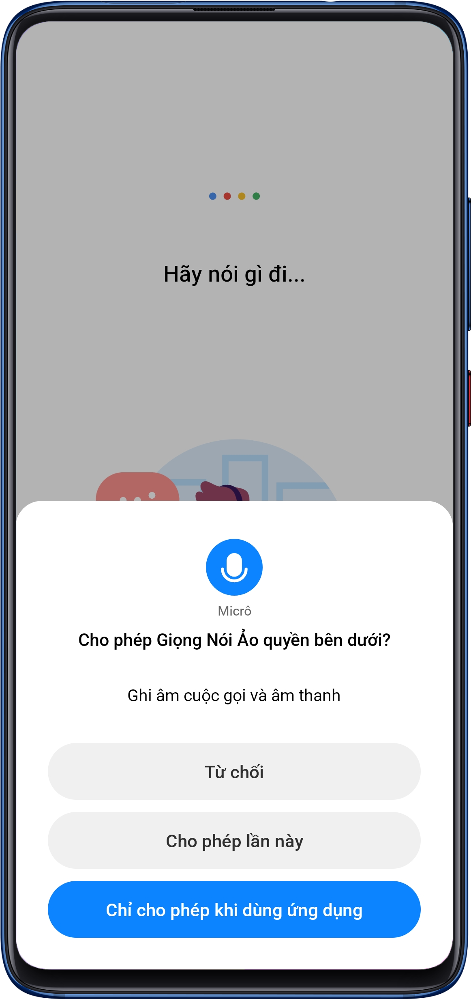 Hãy nói gì đi...
Micrô
Cho phép Giọng Nói Ảo quyền bên dưới?
Ghi âm cuộc gọi và âm thanh
Từ chối
Cho phép lần này
Chỉ cho phép khi dùng ứng dụng